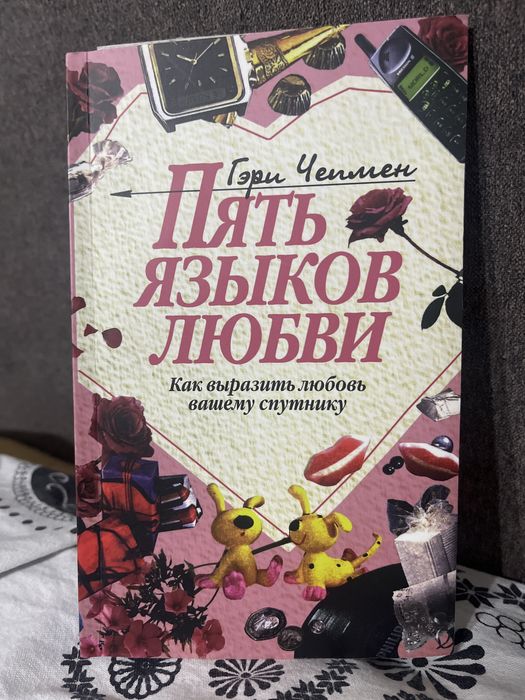 Гэри Чепмен
Пять
языков
любви
Как выразить любовь
вашему спутнику